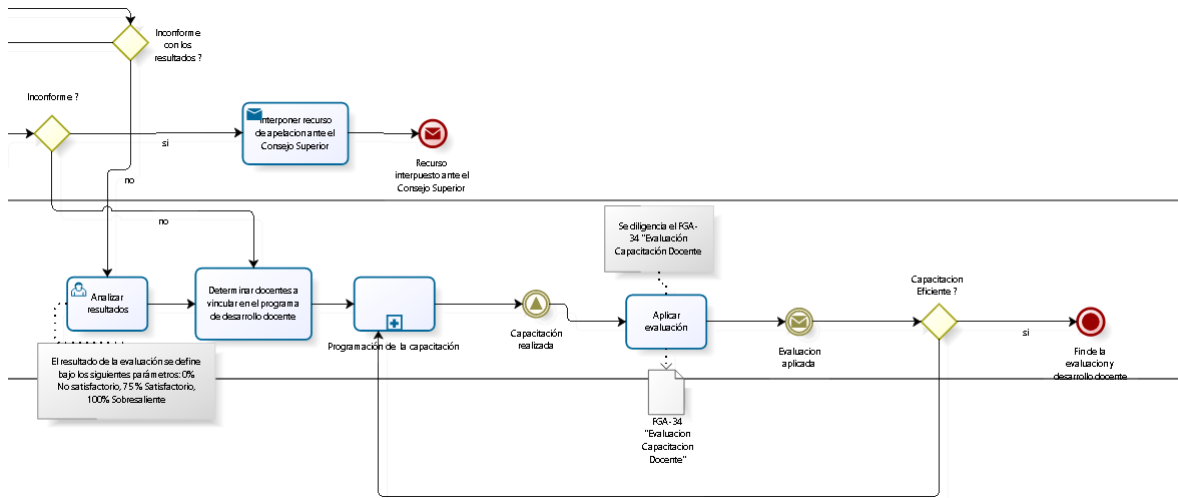 Inconforme
con los
resultados ?
Inconforme ?
Interponer recurso
de apelacion ante el
Consejo Superior
si
Recurso
interpuesto ante el
Consejo Superior
no
no
Se diligencia el FGA-
34 "Evaluación
Capacitación Docente
Capacitacion
Eficiente ?
Analizar
resultados
Determinar docentes a
vincular en el programa
de desarrollo docente
Programación de la capacitación
Capacitación
realizada
Aplicar
evaluación
Evaluacion
aplicada
si
Fin de la
evaluacion y
desarrollo docente
El resultado de la evaluación se define
bajo los siguientes parámetros: 0%
No satisfactorio, 75% Satisfactorio,
100% Sobresaliente
FGA-34
"Evaluacion
Capacitacion
Docente"